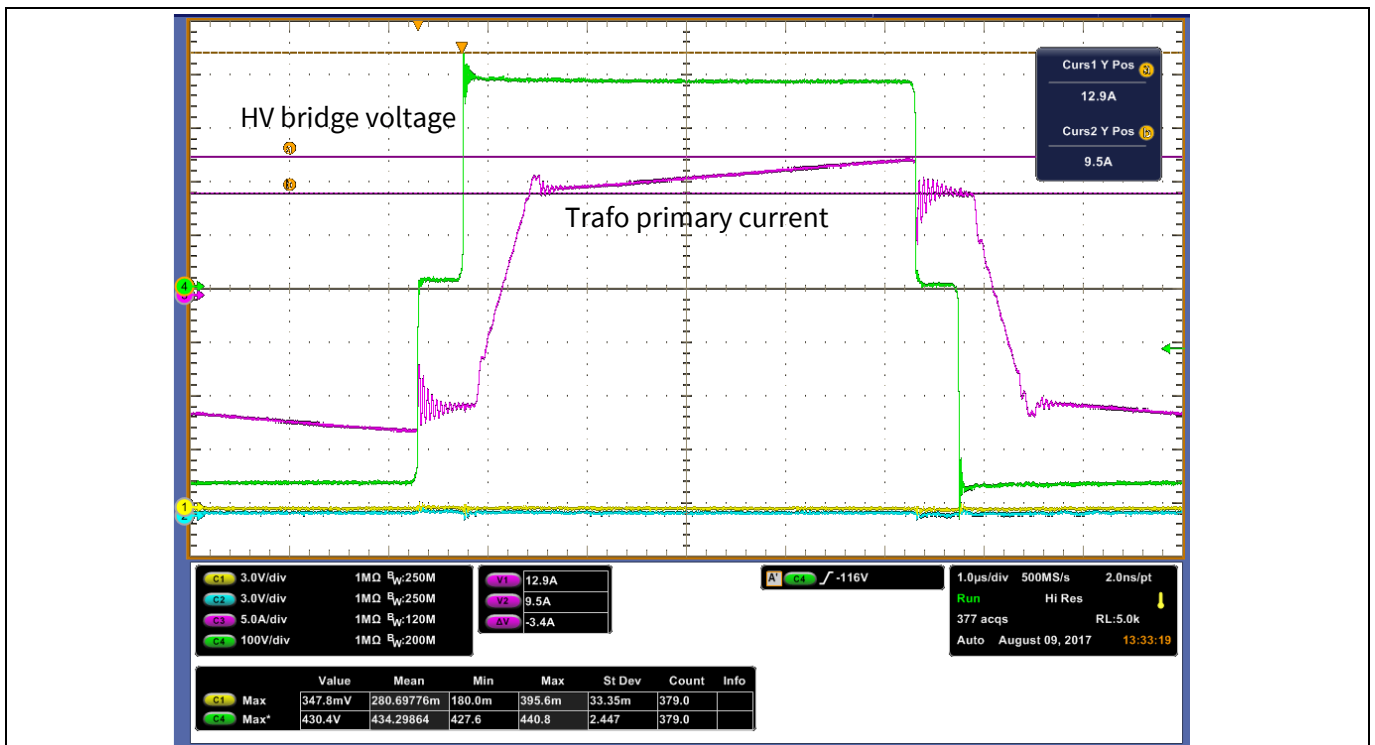 Curs1 Y Pos a
12.9A
Curs2 Y Pos b
9.5A
HV bridge voltage
a
b
Trafo primary current
4
1
2
C1 3.0V/div 1MΩ BW:250M
C2 3.0V/div 1MΩ BW:250M
C3 5.0A/div 1MΩ BW:120M
C4 100V/div 1MΩ BW:200M
V1 12.9A
V2 9.5A
ΔV -3.4A
A' C4 -116V
1.0µs/div 500MS/s 2.0ns/pt
Run Hi Res
377 acqs RL:5.0k
Auto August 09, 2017 13:33:19
Value Mean Min Max St Dev Count Info
C1 Max 347.8mV 280.69776m 180.0m 395.6m 33.35m 379.0
C4 Max* 430.4V 434.29864 427.6 440.8 2.447 379.0